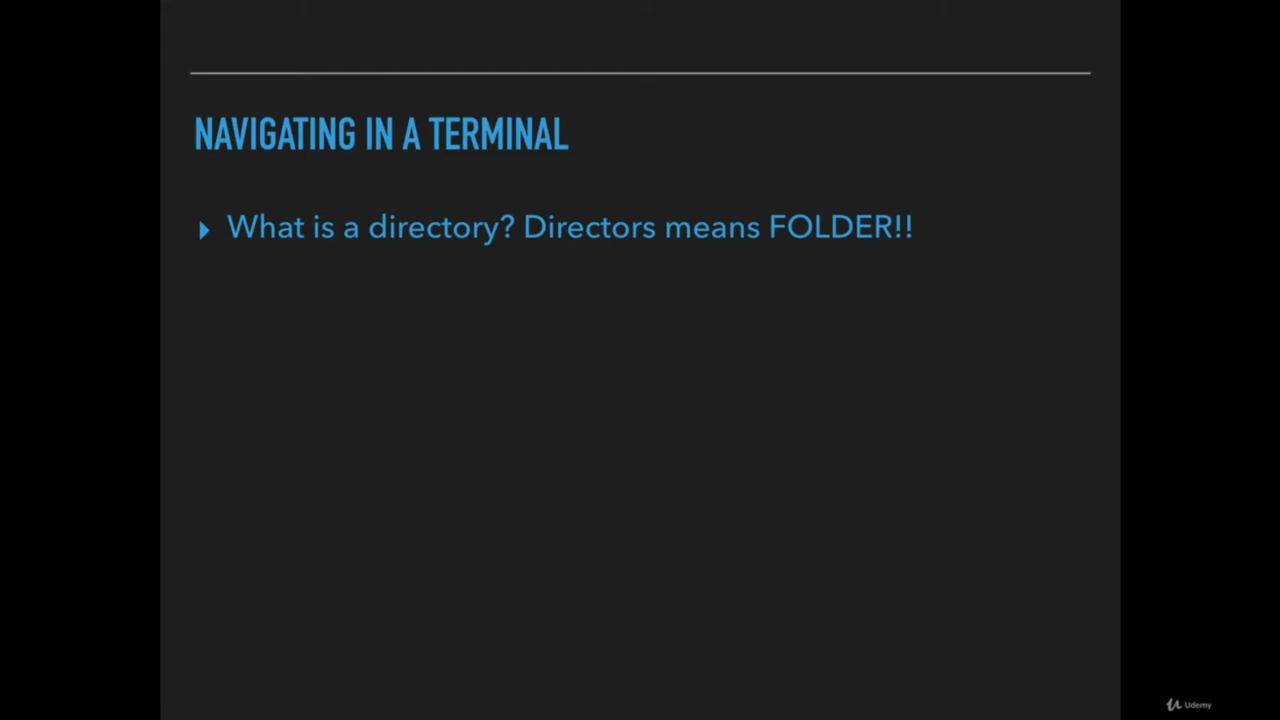 NAVIGATING IN A TERMINAL
What is a directory? Directors means FOLDER!!
Udemy